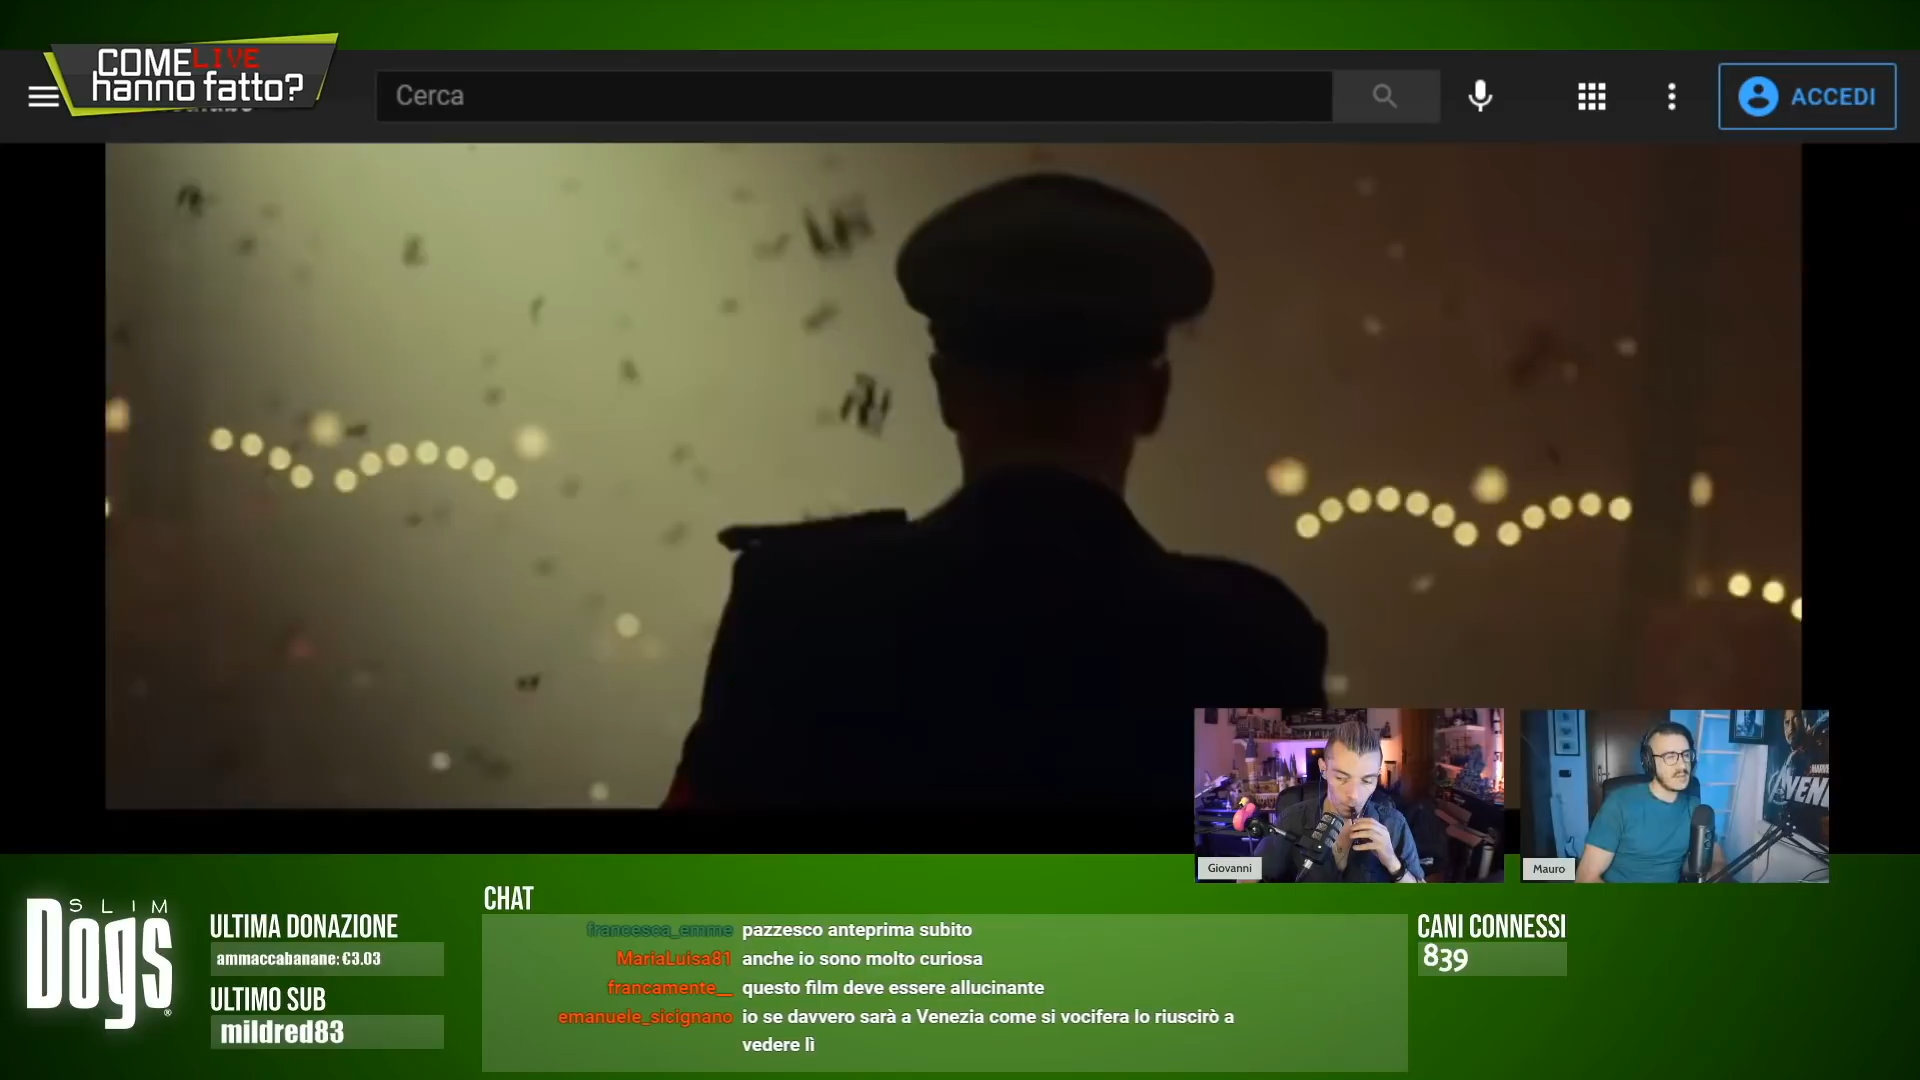 COME LIVE
hanno fatto?
Cerca
ACCEDI
Giovanni
Mauro
SLIM
Dogs
ULTIMA DONAZIONE
ammaccabanane: €3.03
ULTIMO SUB
mildred83
CHAT
francesca_emme pazzesco anteprima subito
MariaLuisa81 anche io sono molto curiosa
francamente__ questo film deve essere allucinante
emanuele_sicignano io se davvero sarà a Venezia come si vocifera lo riuscirò a
vedere lì
CANI CONNESSI
839